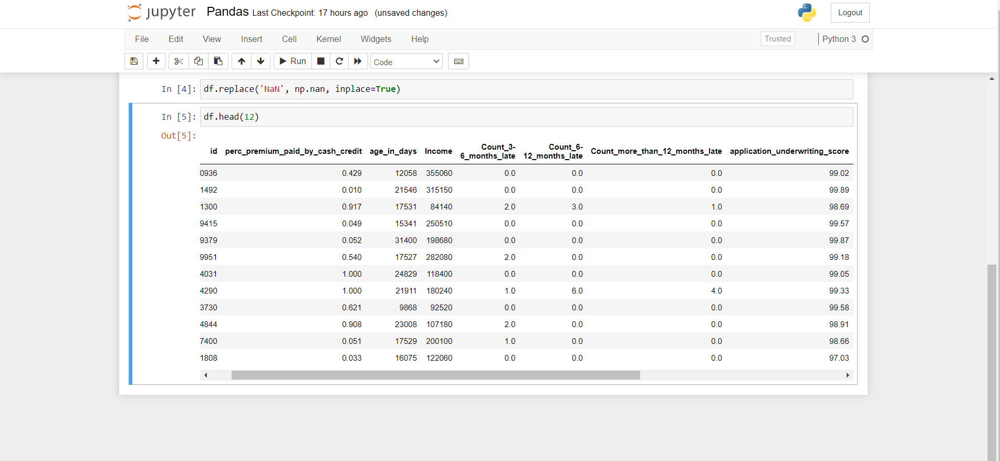 jupyter Pandas Last Checkpoint: 17 hours ago (unsaved changes) Logout
File Edit View Insert Cell Kernel Widgets Help Trusted Python 3
Run Code
In [4]: df.replace('NaN', np.nan, inplace=True)
In [5]: df.head(12)
Out[5]:
id perc_premium_paid_by_cash_credit age_in_days Income Count_3-6_months_late Count_6-12_months_late Count_more_than_12_months_late application_underwriting_score
0936 0.429 12058 355060 0.0 0.0 0.0 99.02
1492 0.010 21546 315150 0.0 0.0 0.0 99.89
1300 0.917 17531 84140 2.0 3.0 1.0 98.69
9415 0.049 15341 250510 0.0 0.0 0.0 99.57
9379 0.052 31400 198680 0.0 0.0 0.0 99.87
9951 0.540 17527 282080 2.0 0.0 0.0 99.18
4031 1.000 24829 118400 0.0 0.0 0.0 99.05
4290 1.000 21911 180240 1.0 6.0 4.0 99.33
3730 0.621 9868 92520 0.0 0.0 0.0 99.58
4844 0.908 23008 107180 2.0 0.0 0.0 98.91
7400 0.051 17529 200100 1.0 0.0 0.0 98.66
1808 0.033 16075 122060 0.0 0.0 0.0 97.03